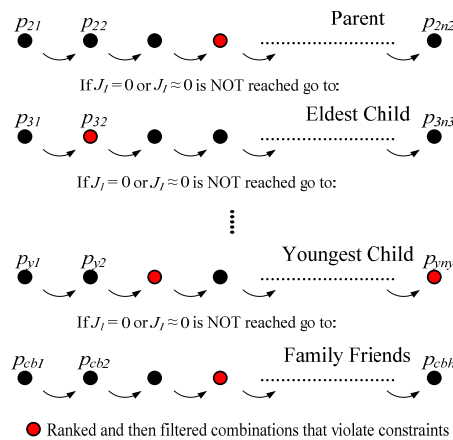 Parent
p21 p22 p2n2
If J1 = 0 or J1 ≈ 0 is NOT reached go to:
Eldest Child
p31 p32 p3n3
If J1 = 0 or J1 ≈ 0 is NOT reached go to:
Youngest Child
py1 py2 pyny
If J1 = 0 or J1 ≈ 0 is NOT reached go to:
Family Friends
pcb1 pcb2 pcbh
Ranked and then filtered combinations that violate constraints